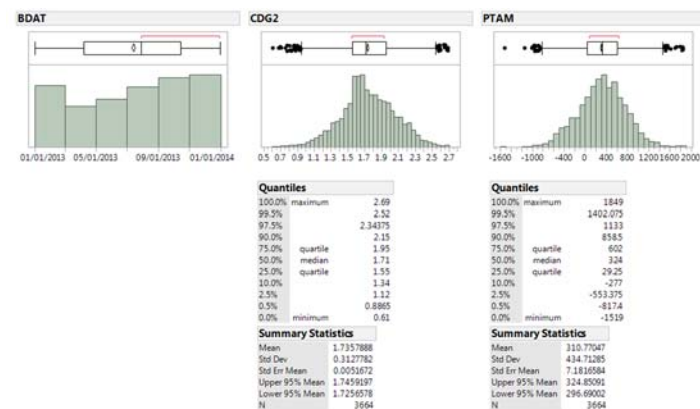 BDAT
CDG2
PTAM
01/01/2013 05/01/2013 09/01/2013 01/01/2014
0.5 0.7 0.9 1.1 1.3 1.5 1.7 1.9 2.1 2.3 2.5 2.7
-1600 -1000 -400 0 400 800 1200 1600 2000
Quantiles
100.0% maximum 2.69
99.5% 2.52
97.5% 2.34375
90.0% 2.15
75.0% quartile 1.95
50.0% median 1.71
25.0% quartile 1.55
10.0% 1.34
2.5% 1.12
0.5% 0.8865
0.0% minimum 0.61
Summary Statistics
Mean 1.7357888
Std Dev 0.3127782
Std Err Mean 0.0051672
Upper 95% Mean 1.7459197
Lower 95% Mean 1.7256578
N 3664
Quantiles
100.0% maximum 1849
99.5% 1402.075
97.5% 1133
90.0% 858.5
75.0% quartile 602
50.0% median 324
25.0% quartile 29.25
10.0% -277
2.5% -553.375
0.5% -817.4
0.0% minimum -1519
Summary Statistics
Mean 310.77047
Std Dev 434.71285
Std Err Mean 7.1816584
Upper 95% Mean 324.85091
Lower 95% Mean 296.69002
N 3664